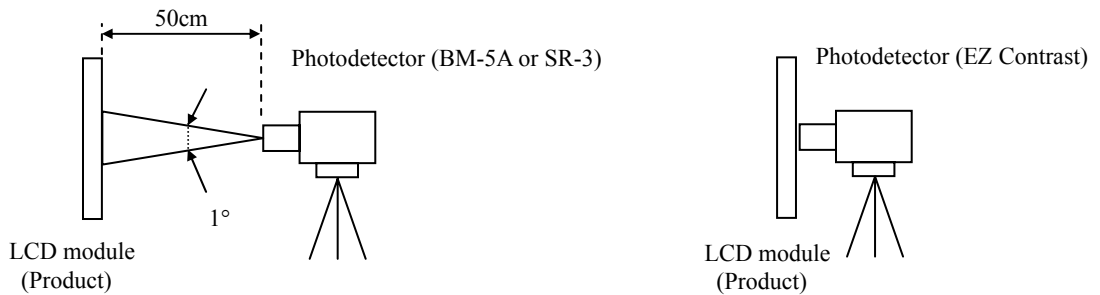 50cm
Photodetector (BM-5A or SR-3)
1°
LCD module
(Product)
Photodetector (EZ Contrast)
LCD module
(Product)